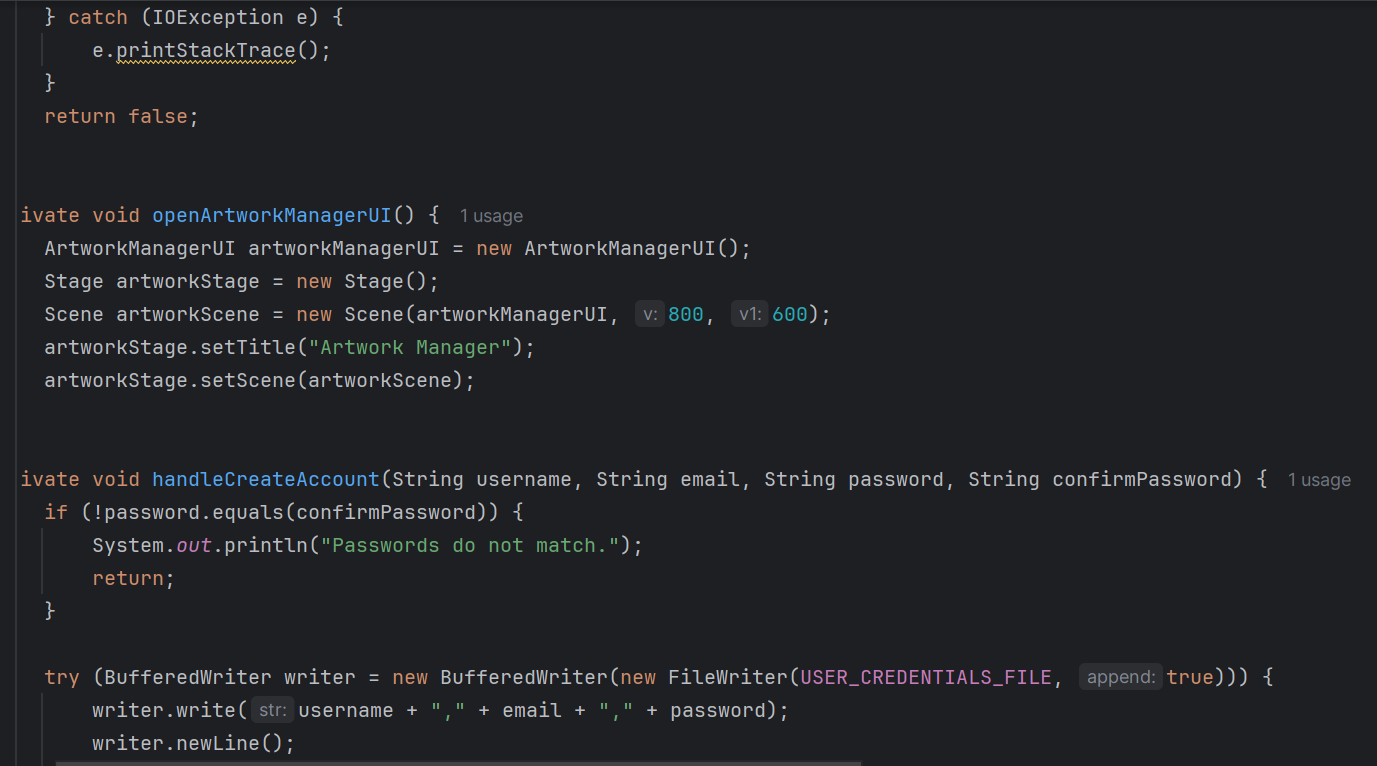 } catch (IOException e) {
e.printStackTrace();
}
return false;
ivate void openArtworkManagerUI() { 1 usage
ArtworkManagerUI artworkManagerUI = new ArtworkManagerUI();
Stage artworkStage = new Stage();
Scene artworkScene = new Scene(artworkManagerUI, v: 800, v1: 600);
artworkStage.setTitle("Artwork Manager");
artworkStage.setScene(artworkScene);
ivate void handleCreateAccount(String username, String email, String password, String confirmPassword) { 1 usage
if (!password.equals(confirmPassword)) {
System.out.println("Passwords do not match.");
return;
}
try (BufferedWriter writer = new BufferedWriter(new FileWriter(USER_CREDENTIALS_FILE, append: true))) {
writer.write( str: username + "," + email + "," + password);
writer.newLine();